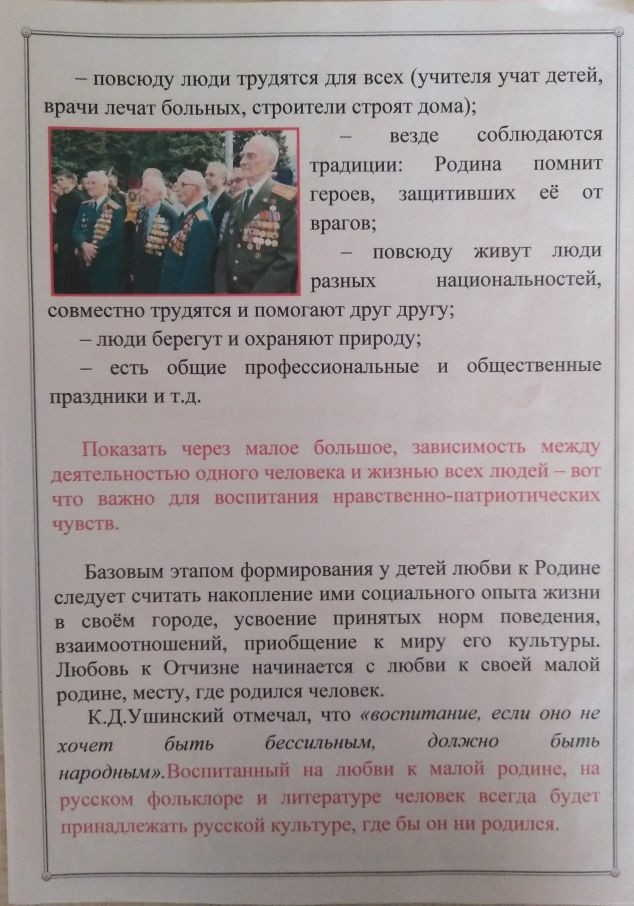 – повсюду люди трудятся для всех (учителя учат детей,
врачи лечат больных, строители строят дома);
– везде соблюдаются
традиции: Родина помнит
героев, защитивших её от
врагов;
– повсюду живут люди
разных национальностей,
совместно трудятся и помогают друг другу;
– люди берегут и охраняют природу;
– есть общие профессиональные и общественные
праздники и т.д.
Показать через малое большое, зависимость между
деятельностью одного человека и жизнью всех людей – вот
что важно для воспитания нравственно-патриотических
чувств.
Базовым этапом формирования у детей любви к Родине
следует считать накопление ими социального опыта жизни
в своём городе, усвоение принятых норм поведения,
взаимоотношений, приобщение к миру его культуры.
Любовь к Отчизне начинается с любви к своей малой
родине, месту, где родился человек.
К.Д.Ушинский отмечал, что «воспитание, если оно не
хочет быть бессильным, должно быть
народным».Воспитанный на любви к малой родине, на
русском фольклоре и литературе человек всегда будет
принадлежать русской культуре, где бы он ни родился.